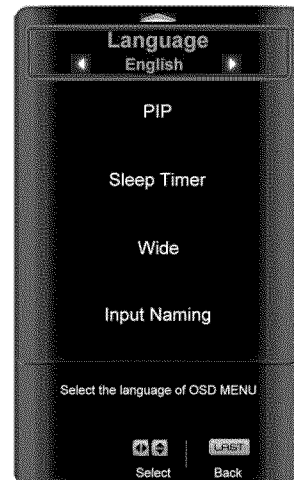 Language
English
PIP
Sleep Timer
Wide
Input Naming
Select the language of OSD MENU
LAST
Select Back